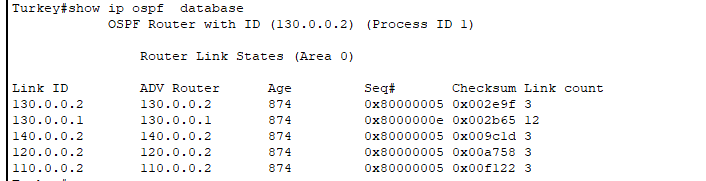 Turkey#show ip ospf database
OSPF Router with ID (130.0.0.2) (Process ID 1)
Router Link States (Area 0)
Link ID ADV Router Age Seq# Checksum Link count
130.0.0.2 130.0.0.2 874 0x80000005 0x002e9f 3
130.0.0.1 130.0.0.1 874 0x8000000e 0x002b65 12
140.0.0.2 140.0.0.2 874 0x80000005 0x009c1d 3
120.0.0.2 120.0.0.2 874 0x80000005 0x00a758 3
110.0.0.2 110.0.0.2 874 0x80000005 0x00f122 3